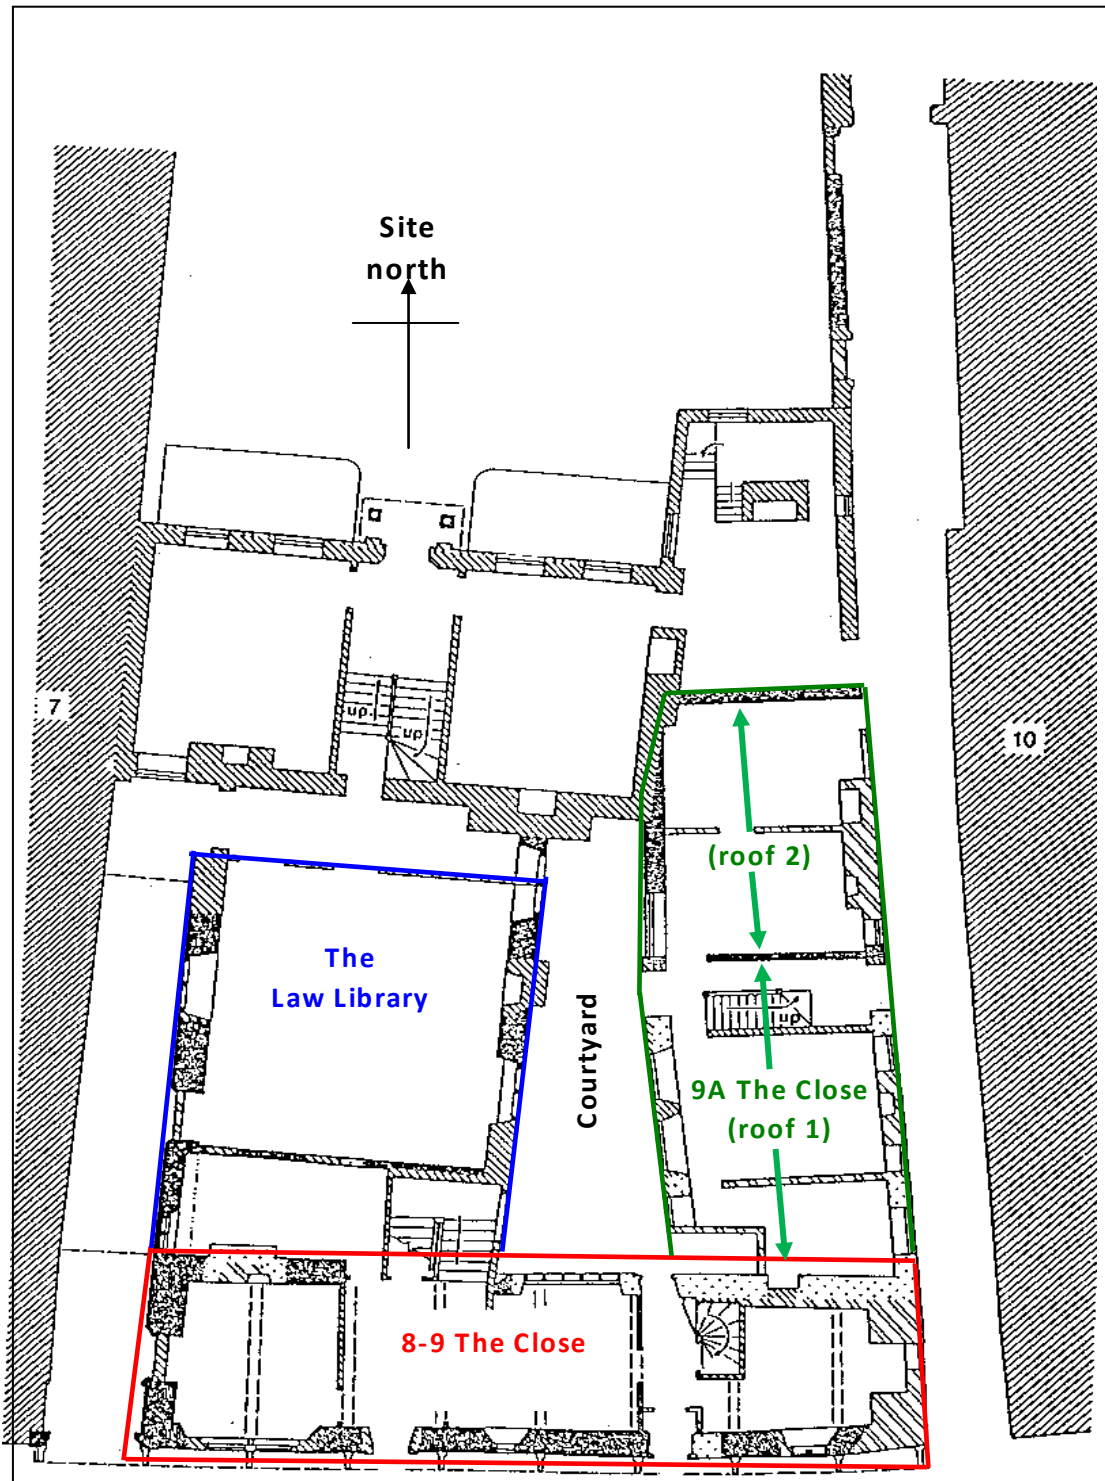 Site
north
7
up
up
10
(roof 2)
The
Law Library
Courtyard
up
9A The Close
(roof 1)
8-9 The Close